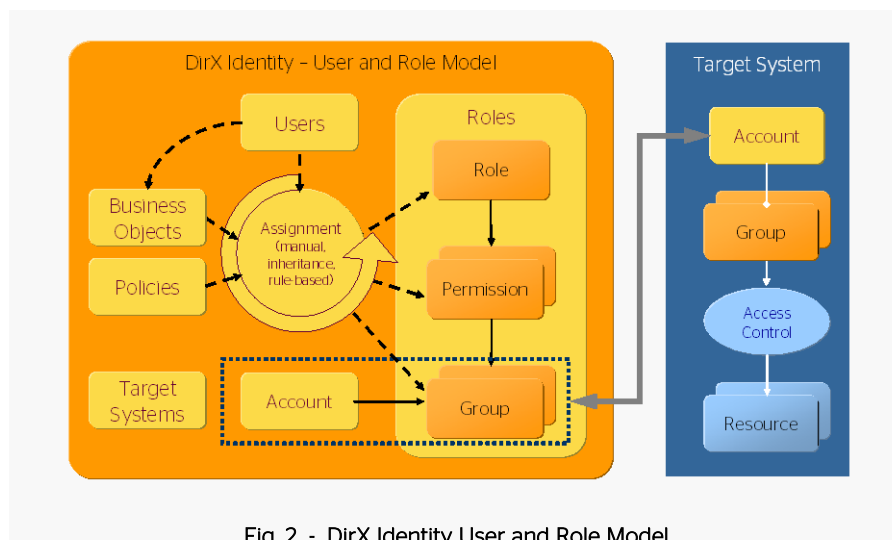 DirX Identity – User and Role Model
Users
Business
Objects
Policies
Target
Systems
Assignment
(manual,
inheritance,
rule-based)
Account
Roles
Role
Permission
Group
Target System
Account
Group
Access
Control
Resource
Fig. 2 - DirX Identity User and Role Model